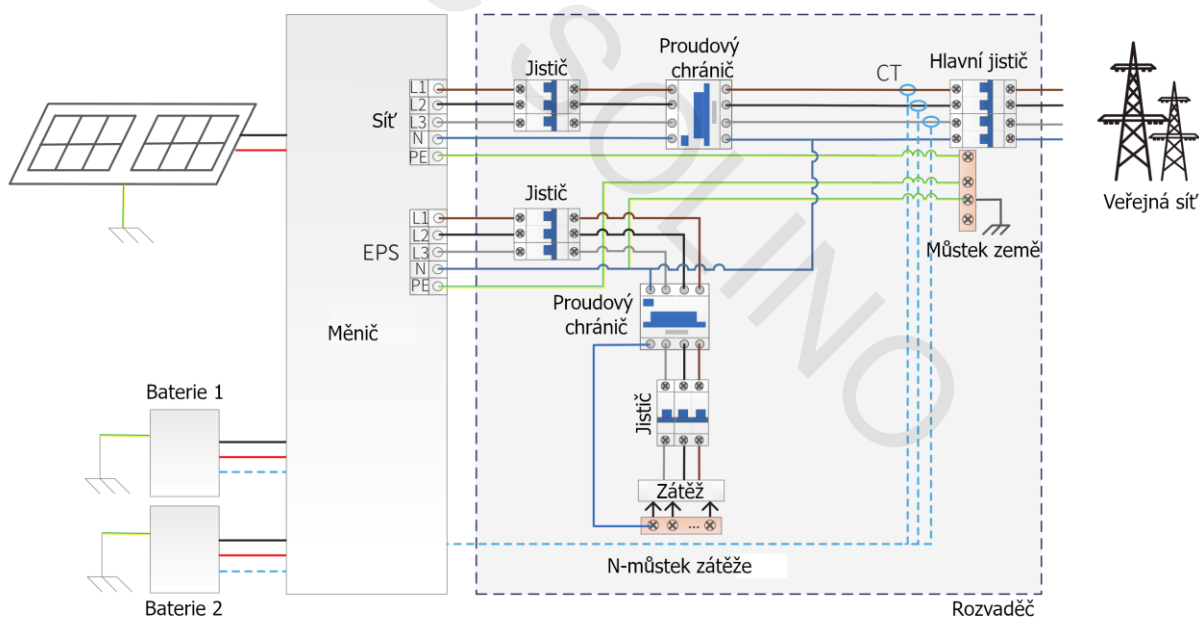 SOLINO
Proudový
chránič
Jistič
CT
Hlavní jistič
L1
L2
Síť
L3
N
PE
Veřejná síť
Jistič
L1
L2
EPS
L3
N
PE
Můstek země
Proudový
chránič
Měnič
Baterie 1
Jistič
Zátěž
...
N-můstek zátěže
Baterie 2
Rozvaděč